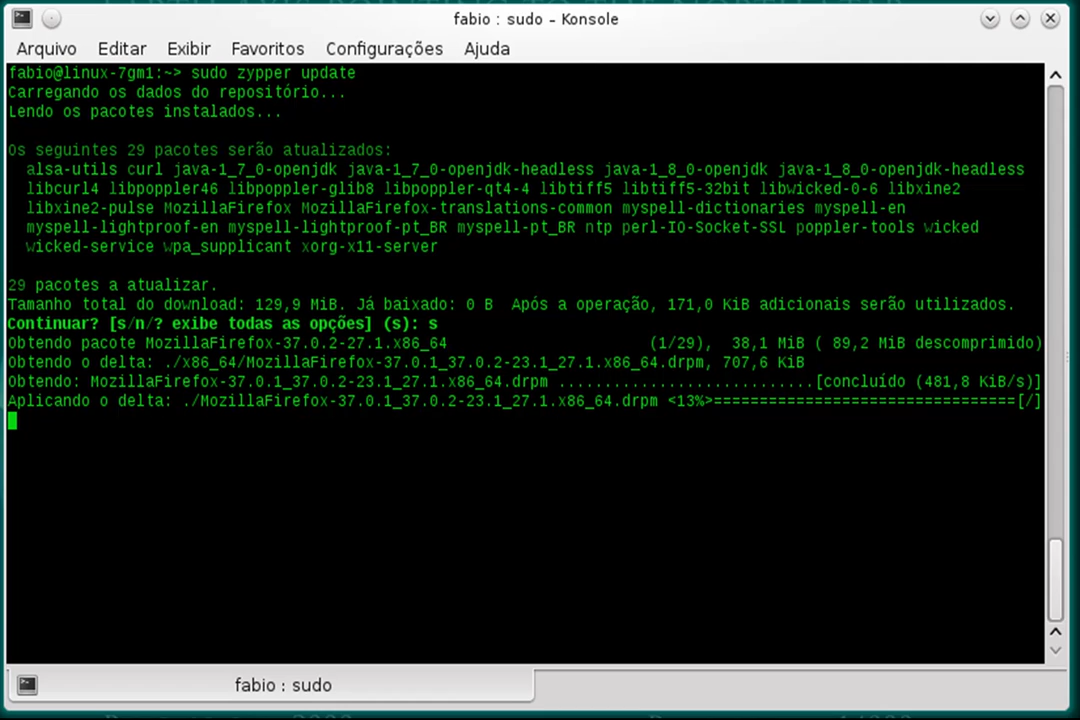 fabio : sudo – Konsole
Arquivo Editar Exibir Favoritos Configurações Ajuda
fabio@linux-7gm1:~> sudo zypper update
Carregando os dados do repositório...
Lendo os pacotes instalados...
Os seguintes 29 pacotes serão atualizados:
alsa-utils curl java-1_7_0-openjdk java-1_7_0-openjdk-headless java-1_8_0-openjdk java-1_8_0-openjdk-headless
libcurl4 libpoppler46 libpoppler-glib8 libpoppler-qt4-4 libtiff5 libtiff5-32bit libwicked-0-6 libxine2
libxine2-pulse MozillaFirefox MozillaFirefox-translations-common myspell-dictionaries myspell-en
myspell-lightproof-en myspell-lightproof-pt_BR myspell-pt_BR ntp perl-IO-Socket-SSL poppler-tools wicked
wicked-service wpa_supplicant xorg-x11-server
29 pacotes a atualizar.
Tamanho total do download: 129,9 MiB. Já baixado: 0 B  Após a operação, 171,0 KiB adicionais serão utilizados.
Continuar? [s/n/? exibe todas as opções] (s): s
Obtendo pacote MozillaFirefox-37.0.2-27.1.x86_64 (1/29),  38,1 MiB ( 89,2 MiB descomprimido)
Obtendo o delta: ./x86_64/MozillaFirefox-37.0.1_37.0.2-23.1_27.1.x86_64.drpm, 707,6 KiB
Obtendo: MozillaFirefox-37.0.1_37.0.2-23.1_27.1.x86_64.drpm ............................[concluído (481,8 KiB/s)]
Aplicando o delta: ./MozillaFirefox-37.0.1_37.0.2-23.1_27.1.x86_64.drpm <13%>=================================[/]
fabio : sudo